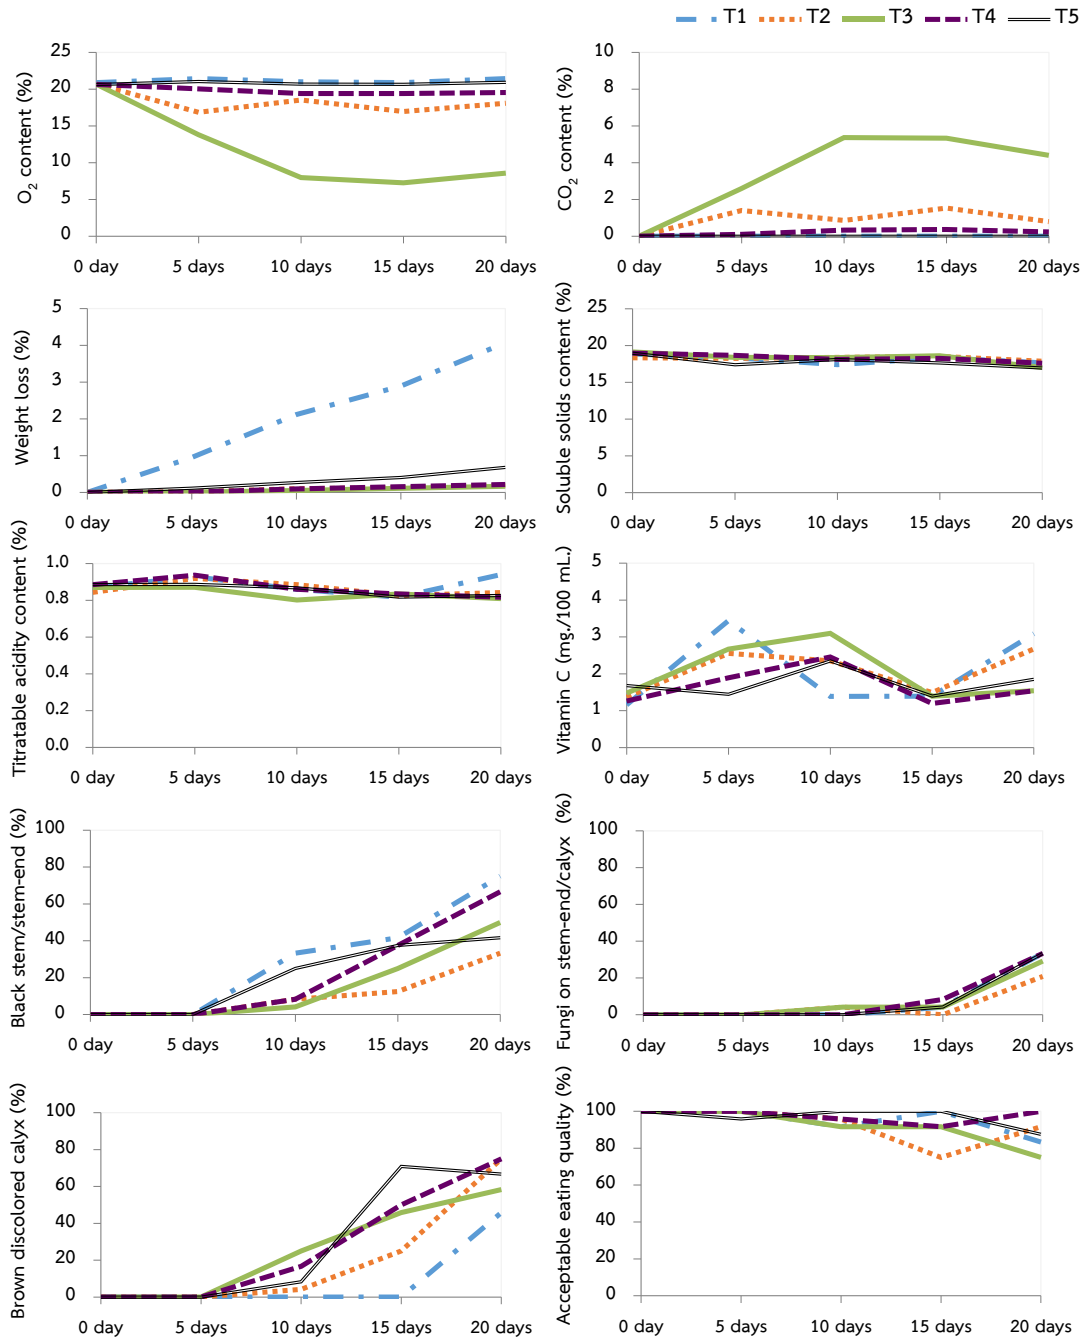 T1 T2 T3 T4 T5
O2 content (%)
25
20
15
10
5
0
0 day 5 days 10 days 15 days 20 days
CO2 content (%)
10
8
6
4
2
0
0 day 5 days 10 days 15 days 20 days
Weight loss (%)
5
4
3
2
1
0
0 day 5 days 10 days 15 days 20 days
Soluble solids content (%)
25
20
15
10
5
0
0 day 5 days 10 days 15 days 20 days
Titratable acidity content (%)
1.0
0.8
0.6
0.4
0.2
0.0
0 day 5 days 10 days 15 days 20 days
Vitamin C (mg./100 mL.)
5
4
3
2
1
0
0 day 5 days 10 days 15 days 20 days
Black stem/stem-end (%)
100
80
60
40
20
0
0 day 5 days 10 days 15 days 20 days
Fungi on stem-end/calyx (%)
100
80
60
40
20
0
0 day 5 days 10 days 15 days 20 days
Brown discolored calyx (%)
100
80
60
40
20
0
0 day 5 days 10 days 15 days 20 days
Acceptable eating quality (%)
100
80
60
40
20
0
0 day 5 days 10 days 15 days 20 days